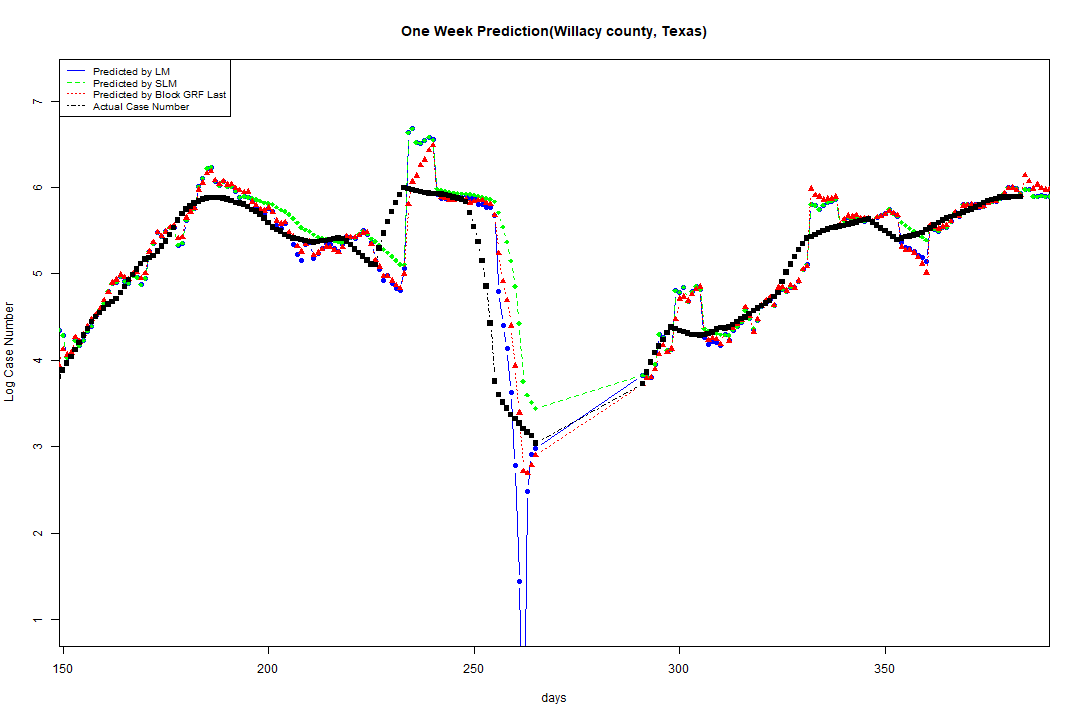 One Week Prediction(Willacy county, Texas)
Predicted by LM
Predicted by SLM
Predicted by Block GRF Last
Actual Case Number
Log Case Number
7
6
5
4
3
2
1
150 200 250 300 350
days